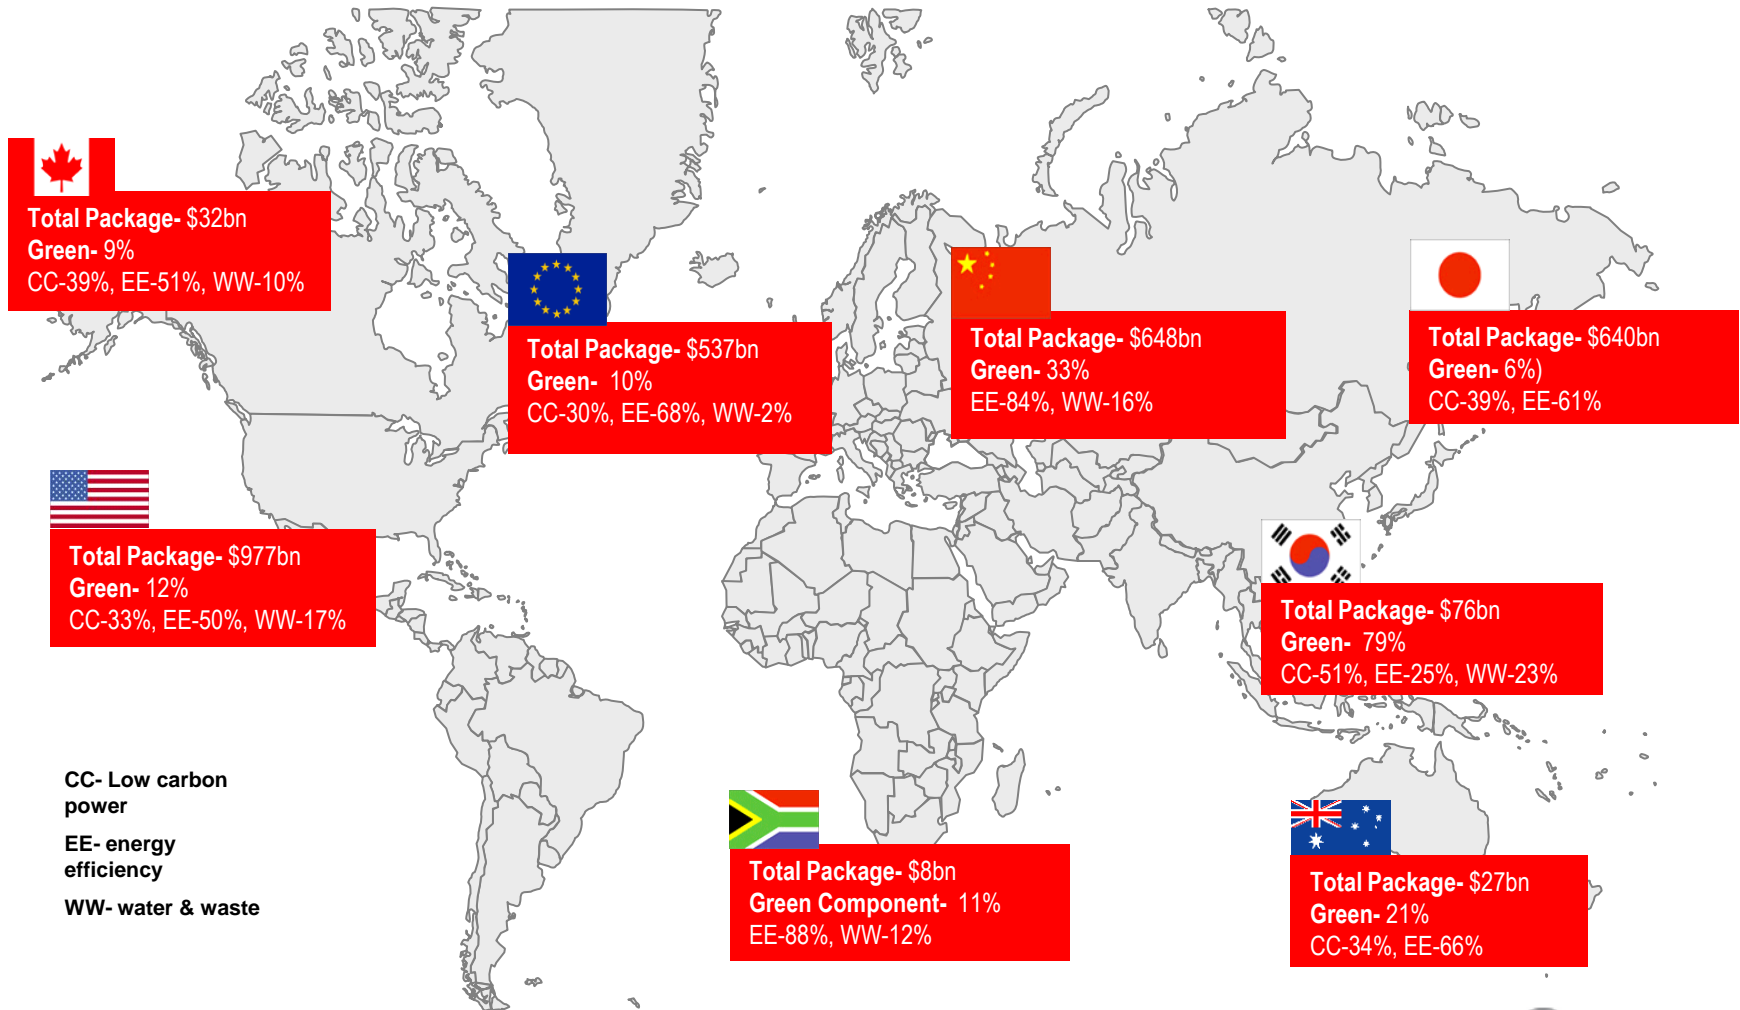 Total Package- $32bn
Green- 9%
CC-39%, EE-51%, WW-10%
Total Package- $537bn
Green- 10%
CC-30%, EE-68%, WW-2%
Total Package- $648bn
Green- 33%
EE-84%, WW-16%
Total Package- $640bn
Green- 6%)
CC-39%, EE-61%
Total Package- $977bn
Green- 12%
CC-33%, EE-50%, WW-17%
Total Package- $76bn
Green- 79%
CC-51%, EE-25%, WW-23%
CC- Low carbon
power
EE- energy
efficiency
WW- water & waste
Total Package- $8bn
Green Component- 11%
EE-88%, WW-12%
Total Package- $27bn
Green- 21%
CC-34%, EE-66%